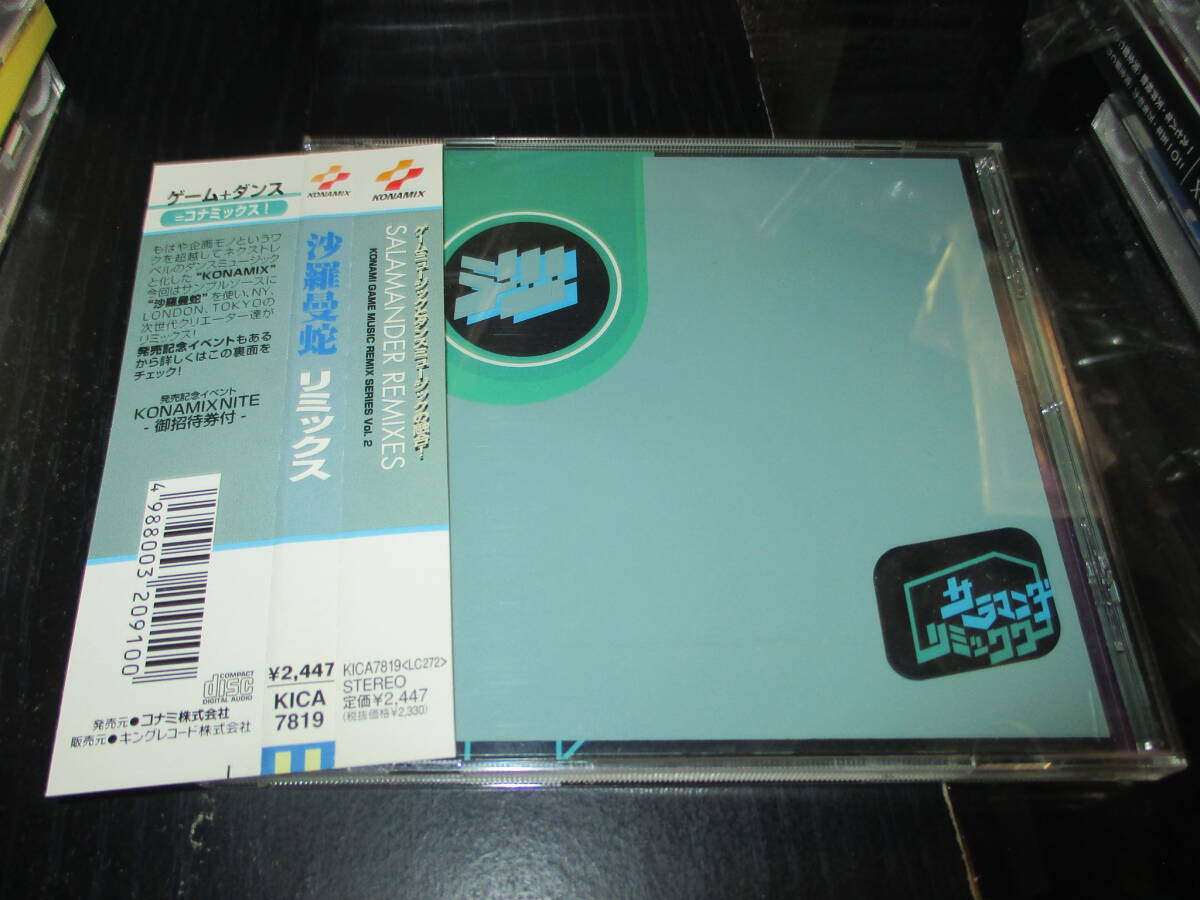 ゲーム+ダンス
=コナミックス!
もはや企画モノというワ
クを超越してネクストレ
ベルのダンスミュージック
と化した "KONAMIX"
今回はサンプルソースに
"沙羅曼蛇" を使い、NY,
LONDON, TOKYOの
次世代クリエーター達が
リミックス!
発売記念イベントもある
から詳しくはこの裏面を
チェック!
発売記念イベント
KONAMIXNITE
- 御招待券付 -
4 988003 209100
COMPACT
disc
DIGITAL AUDIO
発売元●コナミ株式会社
販売元●キングレコード株式会社
KONAMIX
沙羅曼蛇 リミックス
¥2,447
KICA
7819
KONAMIX
SALAMANDER REMIXES
KONAMI GAME MUSIC REMIX SERIES Vol. 2
KICA7819<LC272>
STEREO
定価¥2,447
(税抜価格¥2,330)
サラマンダ
リミックワ